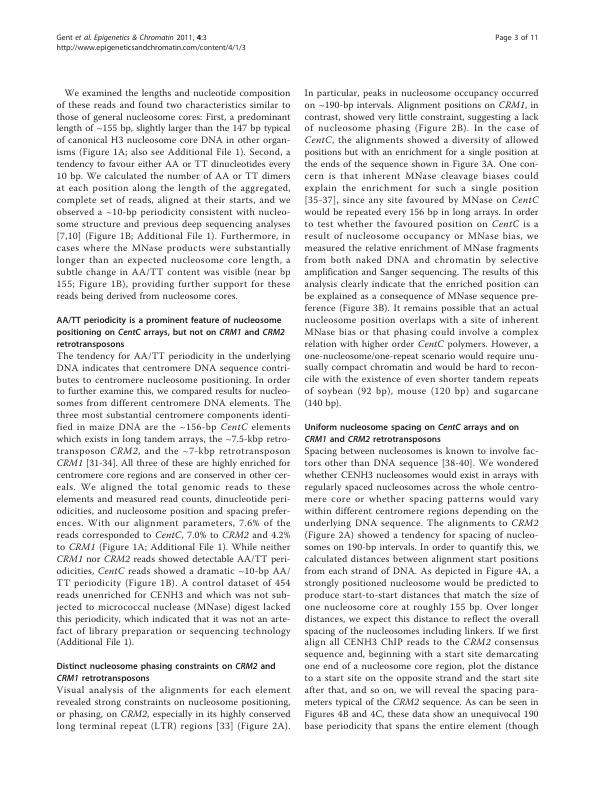 Gent et al. Epigenetics & Chromatin 2011, 4:3
http://www.epigeneticsandchromatin.com/content/4/1/3
Page 3 of 11
We examined the lengths and nucleotide composition
of these reads and found two characteristics similar to
those of general nucleosome cores: First, a predominant
length of ~155 bp, slightly larger than the 147 bp typical
of canonical H3 nucleosome core DNA in other organ-
isms (Figure 1A; also see Additional File 1). Second, a
tendency to favour either AA or TT dinucleotides every
10 bp. We calculated the number of AA or TT dimers
at each position along the length of the aggregated,
complete set of reads, aligned at their starts, and we
observed a ~10-bp periodicity consistent with nucleo-
some structure and previous deep sequencing analyses
[7,10] (Figure 1B; Additional File 1). Furthermore, in
cases where the MNase products were substantially
longer than an expected nucleosome core length, a
subtle change in AA/TT content was visible (near bp
155; Figure 1B), providing further support for these
reads being derived from nucleosome cores.
AA/TT periodicity is a prominent feature of nucleosome
positioning on CentC arrays, but not on CRM1 and CRM2
retrotransposons
The tendency for AA/TT periodicity in the underlying
DNA indicates that centromere DNA sequence contri-
butes to centromere nucleosome positioning. In order
to further examine this, we compared results for nucleo-
somes from different centromere DNA elements. The
three most substantial centromere components identi-
fied in maize DNA are the ~156-bp CentC elements
which exists in long tandem arrays, the ~7.5-kbp retro-
transposon CRM2, and the ~7-kbp retrotransposon
CRM1 [31-34]. All three of these are highly enriched for
centromere core regions and are conserved in other cer-
eals. We aligned the total genomic reads to these
elements and measured read counts, dinucleotide peri-
odicities, and nucleosome position and spacing prefer-
ences. With our alignment parameters, 7.6% of the
reads corresponded to CentC, 7.0% to CRM2 and 4.2%
to CRM1 (Figure 1A; Additional File 1). While neither
CRM1 nor CRM2 reads showed detectable AA/TT peri-
odicities, CentC reads showed a dramatic ~10-bp AA/
TT periodicity (Figure 1B). A control dataset of 454
reads unenriched for CENH3 and which was not sub-
jected to micrococcal nuclease (MNase) digest lacked
this periodicity, which indicated that it was not an arte-
fact of library preparation or sequencing technology
(Additional File 1).
Distinct nucleosome phasing constraints on CRM2 and
CRM1 retrotransposons
Visual analysis of the alignments for each element
revealed strong constraints on nucleosome positioning,
or phasing, on CRM2, especially in its highly conserved
long terminal repeat (LTR) regions [33] (Figure 2A).
In particular, peaks in nucleosome occupancy occurred
on ~190-bp intervals. Alignment positions on CRM1, in
contrast, showed very little constraint, suggesting a lack
of nucleosome phasing (Figure 2B). In the case of
CentC, the alignments showed a diversity of allowed
positions but with an enrichment for a single position at
the ends of the sequence shown in Figure 3A. One con-
cern is that inherent MNase cleavage biases could
explain the enrichment for such a single position
[35-37], since any site favoured by MNase on CentC
would be repeated every 156 bp in long arrays. In order
to test whether the favoured position on CentC is a
result of nucleosome occupancy or MNase bias, we
measured the relative enrichment of MNase fragments
from both naked DNA and chromatin by selective
amplification and Sanger sequencing. The results of this
analysis clearly indicate that the enriched position can
be explained as a consequence of MNase sequence pre-
ference (Figure 3B). It remains possible that an actual
nucleosome position overlaps with a site of inherent
MNase bias or that phasing could involve a complex
relation with higher order CentC polymers. However, a
one-nucleosome/one-repeat scenario would require unu-
sually compact chromatin and would be hard to recon-
cile with the existence of even shorter tandem repeats
of soybean (92 bp), mouse (120 bp) and sugarcane
(140 bp).
Uniform nucleosome spacing on CentC arrays and on
CRM1 and CRM2 retrotransposons
Spacing between nucleosomes is known to involve fac-
tors other than DNA sequence [38-40]. We wondered
whether CENH3 nucleosomes would exist in arrays with
regularly spaced nucleosomes across the whole centro-
mere core or whether spacing patterns would vary
within different centromere regions depending on the
underlying DNA sequence. The alignments to CRM2
(Figure 2A) showed a tendency for spacing of nucleo-
somes on 190-bp intervals. In order to quantify this, we
calculated distances between alignment start positions
from each strand of DNA. As depicted in Figure 4A, a
strongly positioned nucleosome would be predicted to
produce start-to-start distances that match the size of
one nucleosome core at roughly 155 bp. Over longer
distances, we expect this distance to reflect the overall
spacing of the nucleosomes including linkers. If we first
align all CENH3 ChIP reads to the CRM2 consensus
sequence and, beginning with a start site demarcating
one end of a nucleosome core region, plot the distance
to a start site on the opposite strand and the start site
after that, and so on, we will reveal the spacing para-
meters typical of the CRM2 sequence. As can be seen in
Figures 4B and 4C, these data show an unequivocal 190
base periodicity that spans the entire element (though